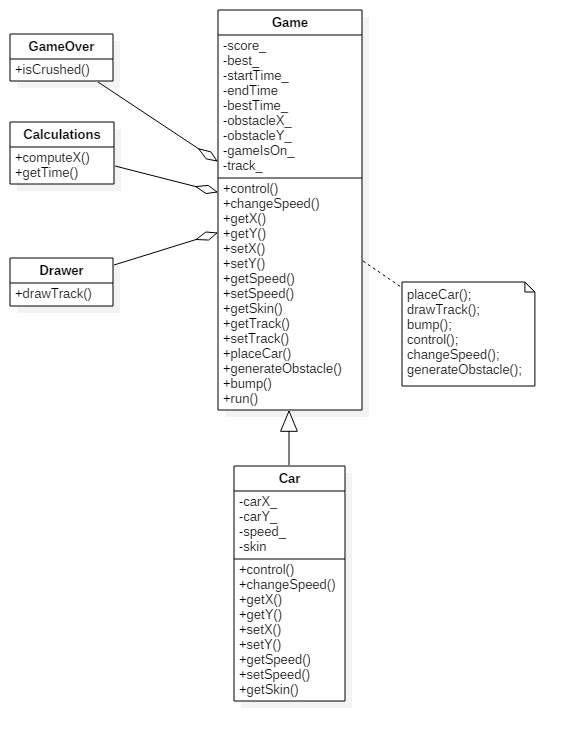 GameOver
+isCrushed()
Calculations
+computeX()
+getTime()
Drawer
+drawTrack()
Game
-score_
-best_
-startTime_
-endTime
-bestTime_
-obstacleX_
-obstacleY_
-gameIsOn_
-track_
+control()
+changeSpeed()
+getX()
+getY()
+setX()
+setY()
+getSpeed()
+setSpeed()
+getSkin()
+getTrack()
+setTrack()
+placeCar()
+generateObstacle()
+bump()
+run()
placeCar();
drawTrack();
bump();
control();
changeSpeed();
generateObstacle();
Car
-carX_
-carY_
-speed_
-skin
+control()
+changeSpeed()
+getX()
+getY()
+setX()
+setY()
+getSpeed()
+setSpeed()
+getSkin()